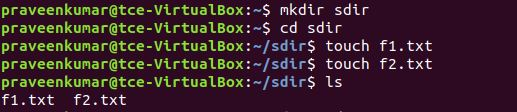 praveenkumar@tce-VirtualBox:~$ mkdir sdir
praveenkumar@tce-VirtualBox:~$ cd sdir
praveenkumar@tce-VirtualBox:~/sdir$ touch f1.txt
praveenkumar@tce-VirtualBox:~/sdir$ touch f2.txt
praveenkumar@tce-VirtualBox:~/sdir$ ls
f1.txt  f2.txt